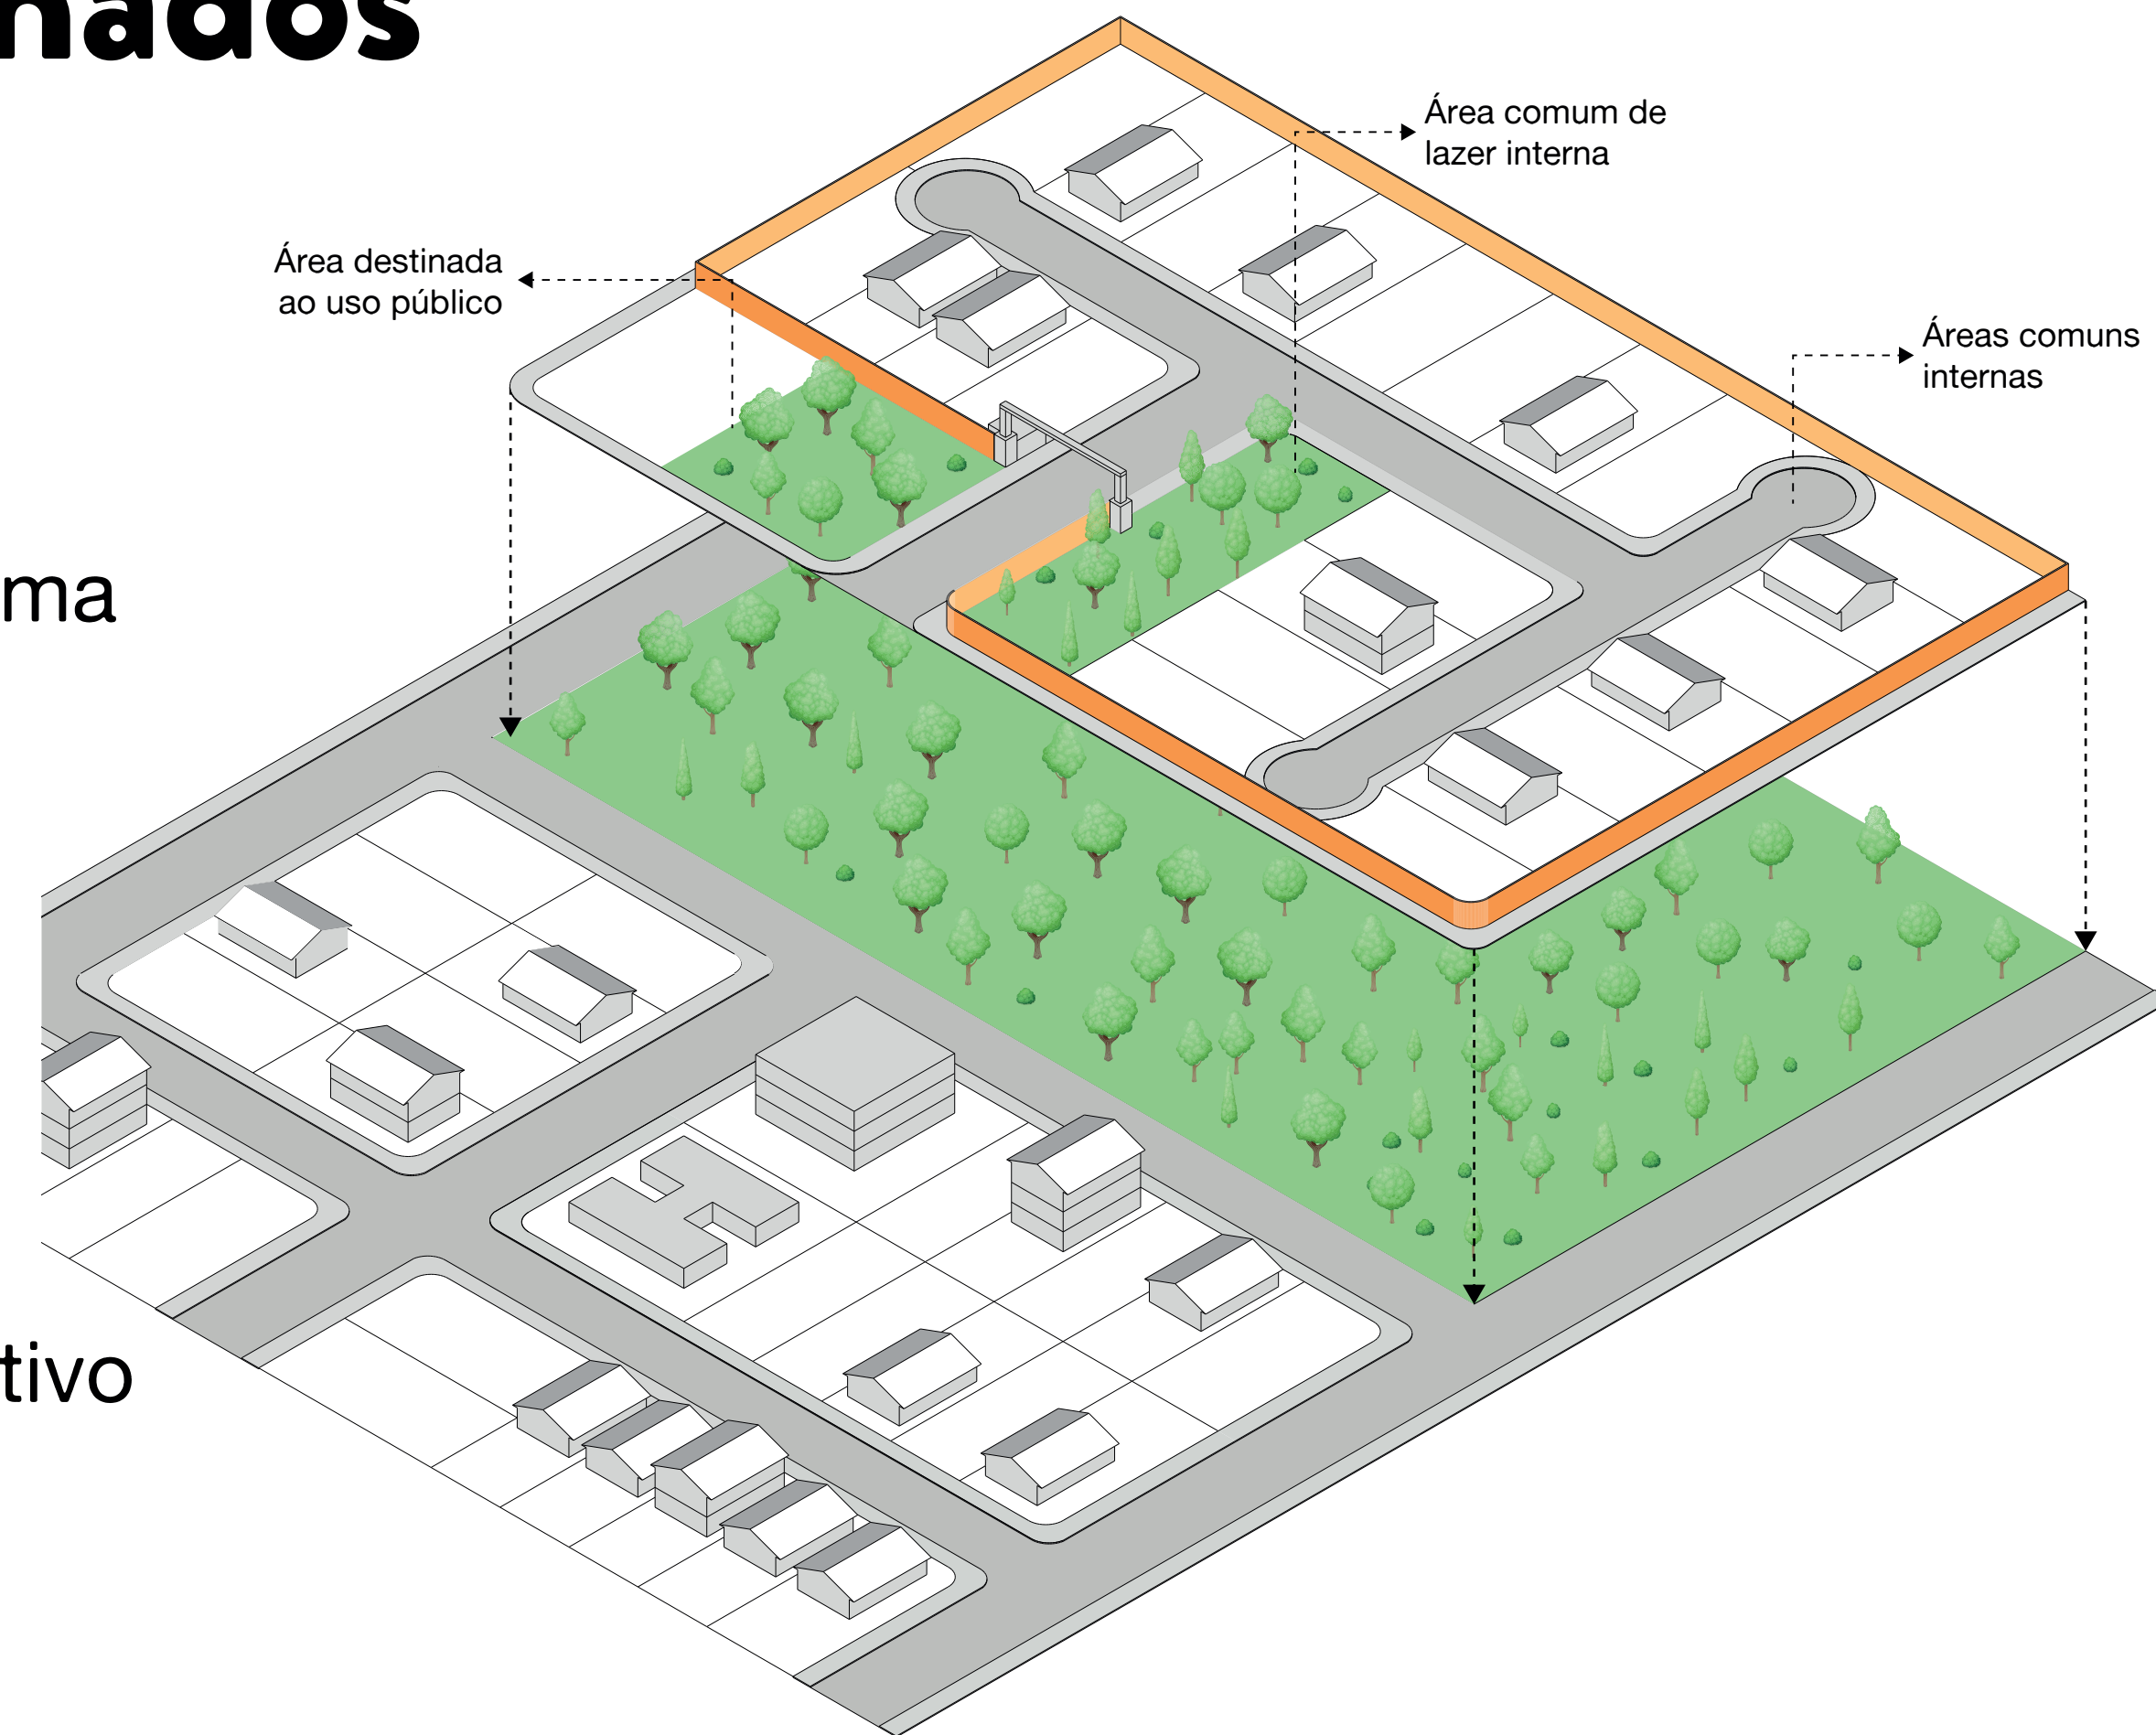 nados
Área comum de
lazer interna
Área destinada
ao uso público
Áreas comuns
internas
ma
tivo